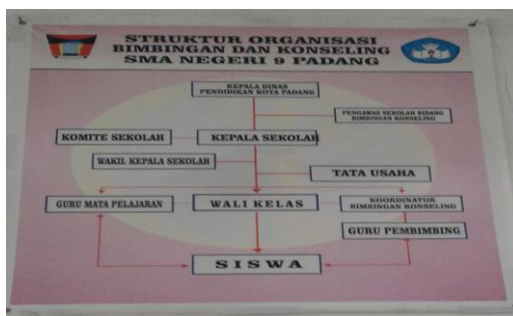 STRUKTUR ORGANISASI
BIMBINGAN DAN KONSELING
SMA NEGERI 9 PADANG
KEPALA DINAS
PENDIDIKAN KOTA PADANG
PENGAWAS SEKOLAH BIDANG
BIMBINGAN KONSELING
KOMITE SEKOLAH
KEPALA SEKOLAH
WAKIL KEPALA SEKOLAH
TATA USAHA
GURU MATA PELAJARAN
WALI KELAS
KOORDINATOR
BIMBINGAN KONSELING
GURU PEMBIMBING
SISWA